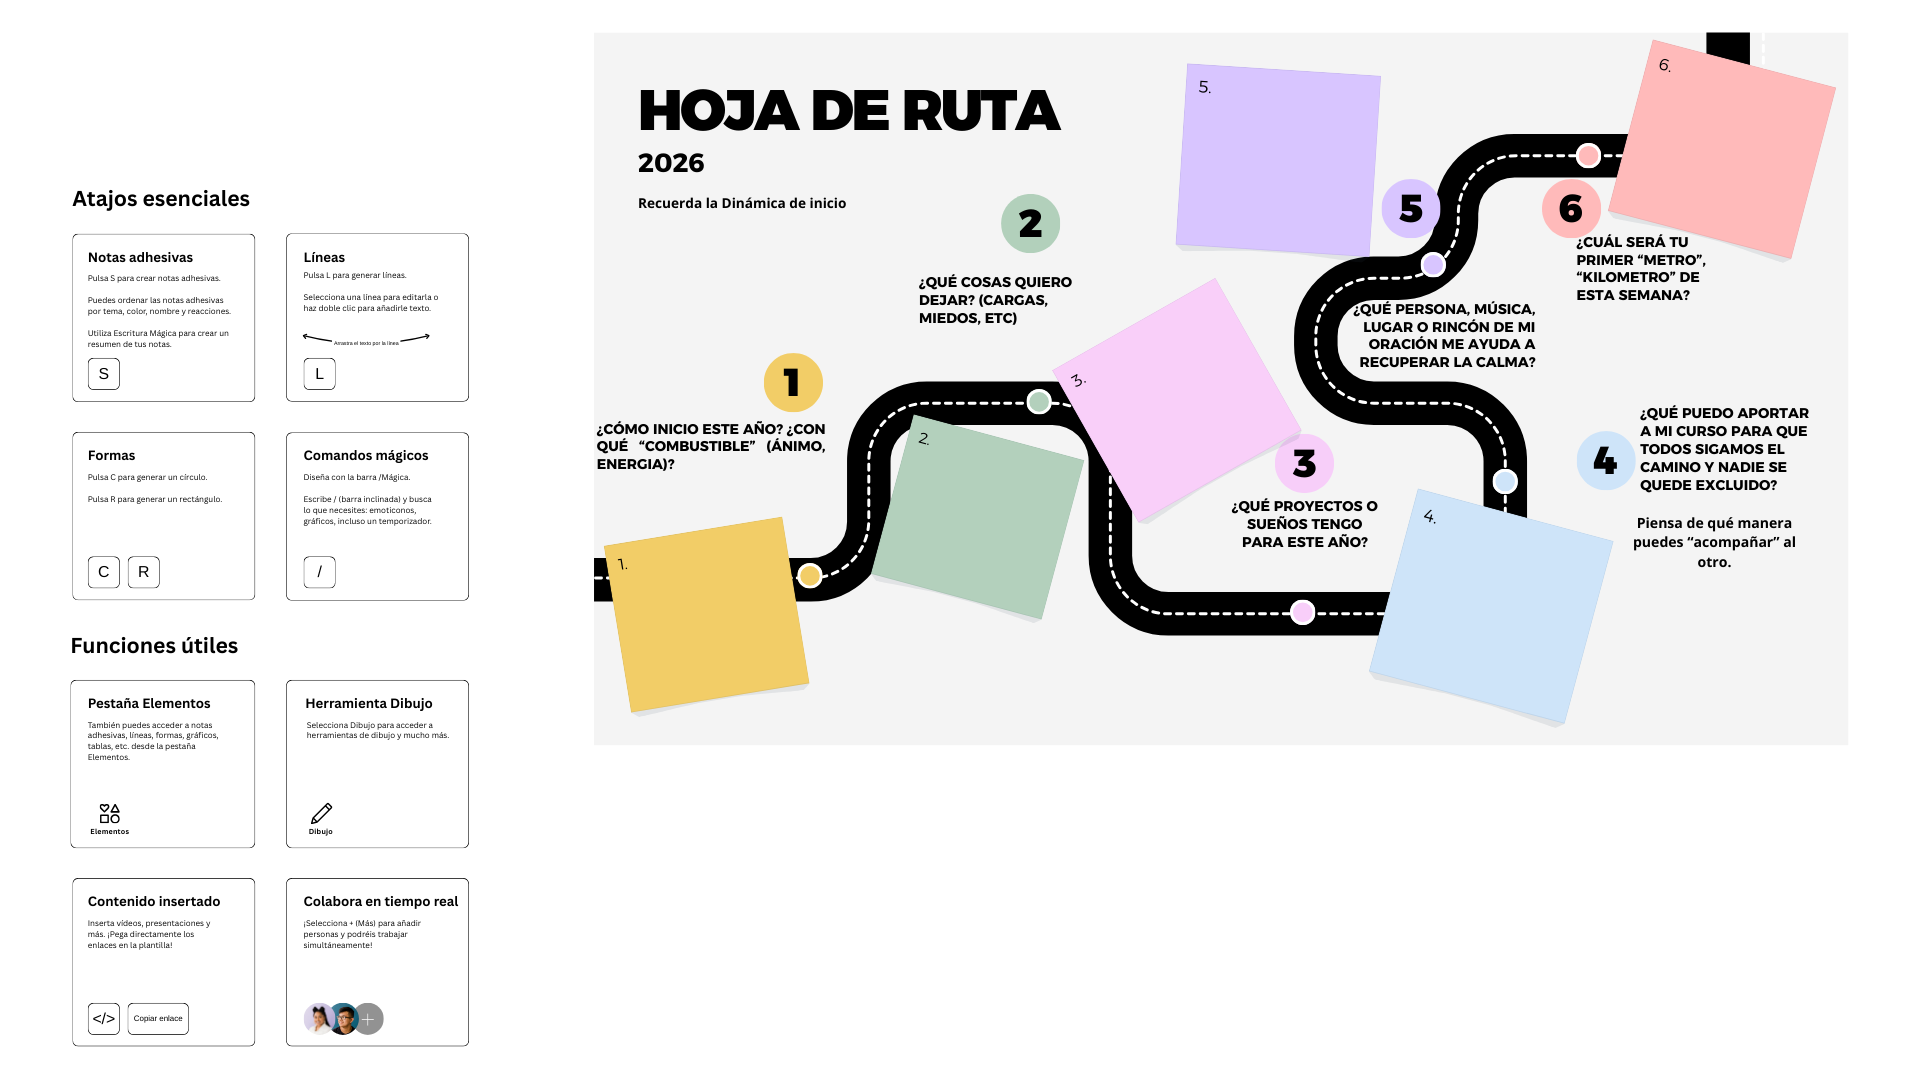 Atajos esenciales
Notas adhesivas
Pulsa S para crear notas adhesivas.
Puedes ordenar las notas adhesivas
por tema, color, nombre y reacciones.
Utiliza Escritura Mágica para crear un
resumen de tus notas.
S
Líneas
Pulsa L para generar líneas.
Selecciona una línea para editarla o
haz doble clic para añadirle texto.
Arrastra el texto por la línea
L
Formas
Pulsa C para generar un círculo.
Pulsa R para generar un rectángulo.
C
R
Comandos mágicos
Diseña con la barra /Mágica.
Escribe / (barra inclinada) y busca
lo que necesites: emoticonos,
gráficos, incluso un temporizador.
/
Funciones útiles
Pestaña Elementos
También puedes acceder a notas
adhesivas, líneas, formas, gráficos,
tablas, etc. desde la pestaña
Elementos.
Elementos
Herramienta Dibujo
Selecciona Dibujo para acceder a
herramientas de dibujo y mucho más.
Dibujo
Contenido insertado
Inserta vídeos, presentaciones y
más. ¡Pega directamente los
enlaces en la plantilla!
</>
Copiar enlace
Colabora en tiempo real
¡Selecciona + (Más) para añadir
personas y podréis trabajar
simultáneamente!
HOJA DE RUTA
2026
Recuerda la Dinámica de inicio
1
¿CÓMO INICIO ESTE AÑO? ¿CON
QUÉ "COMBUSTIBLE" (ÁNIMO,
ENERGIA)?
1.
2
¿QUÉ COSAS QUIERO
DEJAR? (CARGAS,
MIEDOS, ETC)
2.
3.
3
¿QUÉ PROYECTOS O
SUEÑOS TENGO
PARA ESTE AÑO?
4.
4
¿QUÉ PUEDO APORTAR
A MI CURSO PARA QUE
TODOS SIGAMOS EL
CAMINO Y NADIE SE
QUEDE EXCLUIDO?
Piensa de qué manera
puedes “acompañar” al
otro.
5.
5
¿QUÉ PERSONA, MÚSICA,
LUGAR O RINCÓN DE MI
ORACIÓN ME AYUDA A
RECUPERAR LA CALMA?
6.
6
¿CUÁL SERÁ TU
PRIMER “METRO”,
“KILOMETRO” DE
ESTA SEMANA?